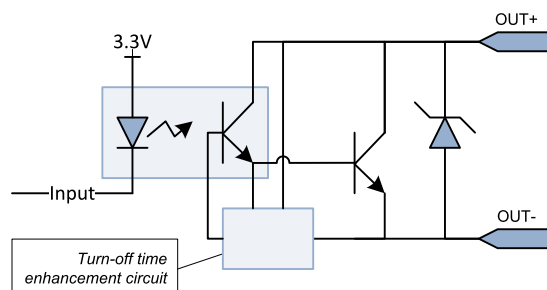 OUT+
3.3V
Input
OUT-
Turn-off time
enhancement circuit